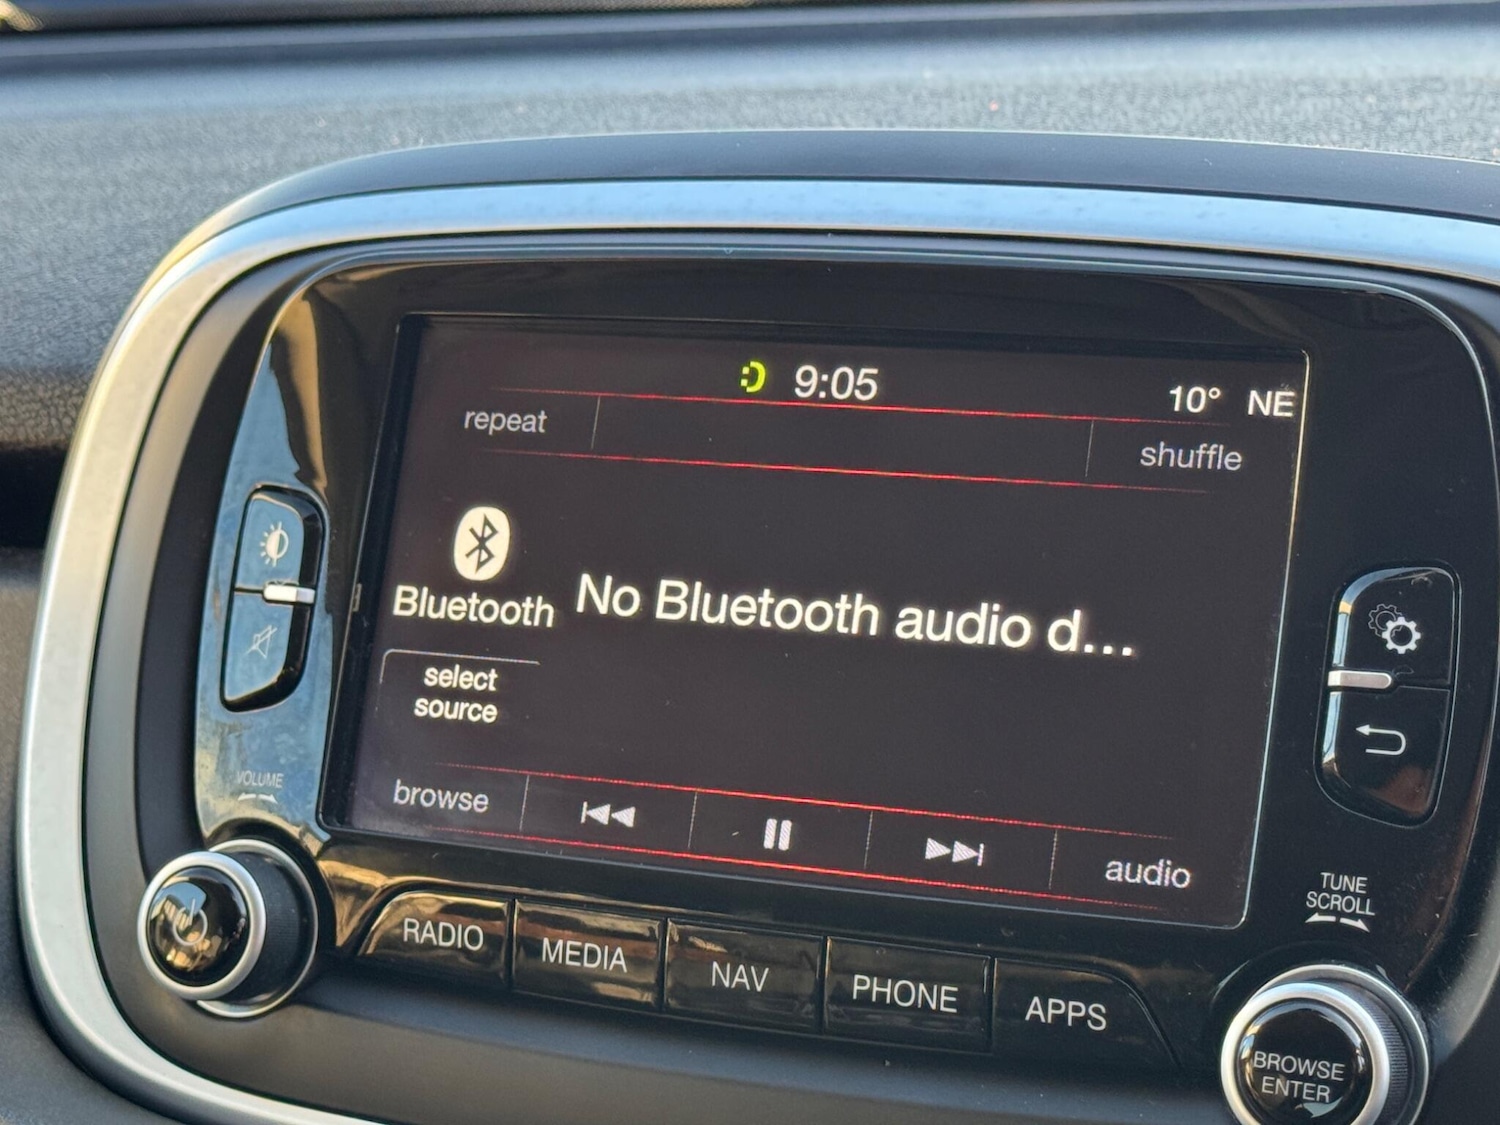 9:05
10° NE
repeat
shuffle
Bluetooth
No Bluetooth audio d...
select
source
browse
audio
VOLUME
RADIO
MEDIA
NAV
PHONE
APPS
TUNE
SCROLL
BROWSE
ENTER